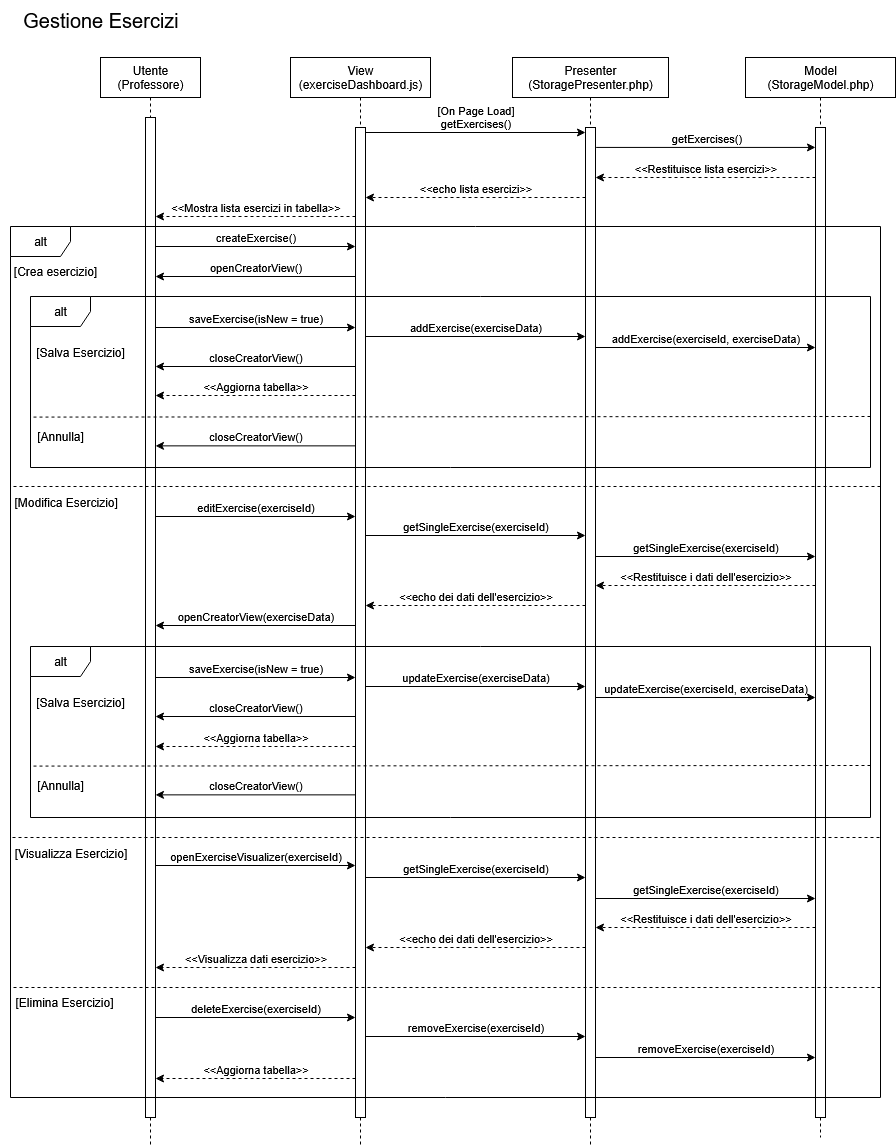 Gestione Esercizi
Utente
(Professore)
View
(exerciseDashboard.js)
Presenter
(StoragePresenter.php)
Model
(StorageModel.php)
[On Page Load]
getExercises()
getExercises()
<<Restituisce lista esercizi>>
<<echo lista esercizi>>
<<Mostra lista esercizi in tabella>>
alt
createExercise()
[Crea esercizio]
openCreatorView()
alt
saveExercise(isNew = true)
addExercise(exerciseData)
addExercise(exerciseId, exerciseData)
[Salva Esercizio]
closeCreatorView()
<<Aggiorna tabella>>
[Annulla]
closeCreatorView()
[Modifica Esercizio]
editExercise(exerciseId)
getSingleExercise(exerciseId)
getSingleExercise(exerciseId)
<<Restituisce i dati dell'esercizio>>
<<echo dei dati dell'esercizio>>
openCreatorView(exerciseData)
alt
saveExercise(isNew = true)
updateExercise(exerciseData)
updateExercise(exerciseId, exerciseData)
[Salva Esercizio]
closeCreatorView()
<<Aggiorna tabella>>
[Annulla]
closeCreatorView()
[Visualizza Esercizio]
openExerciseVisualizer(exerciseId)
getSingleExercise(exerciseId)
getSingleExercise(exerciseId)
<<Restituisce i dati dell'esercizio>>
<<echo dei dati dell'esercizio>>
<<Visualizza dati esercizio>>
[Elimina Esercizio]
deleteExercise(exerciseId)
removeExercise(exerciseId)
removeExercise(exerciseId)
<<Aggiorna tabella>>